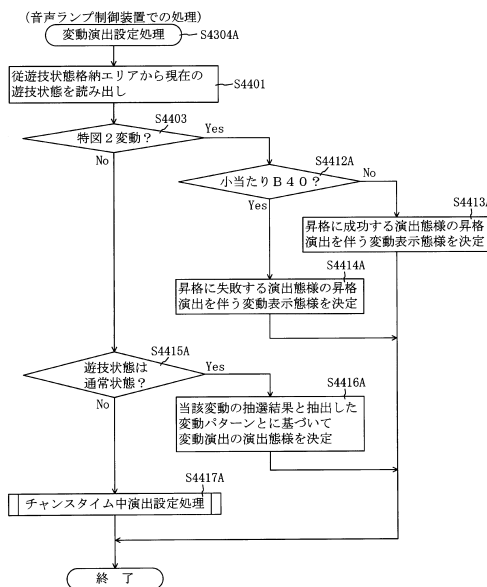 (音声ランプ制御装置での処理)
変動演出設定処理
S4304A
従遊技状態格納エリアから現在の
遊技状態を読み出し
S4401
S4403
特図2変動?
Yes
No
S4412A
小当たりB40?
No
Yes
S4413A
昇格に成功する演出態様の昇格
演出を伴う変動表示態様を決定
S4414A
昇格に失敗する演出態様の昇格
演出を伴う変動表示態様を決定
S4415A
遊技状態は
通常状態?
Yes
No
S4416A
当該変動の抽選結果と抽出した
変動パターンとに基づいて
変動演出の演出態様を決定
S4417A
チャンスタイム中演出設定処理
終 了